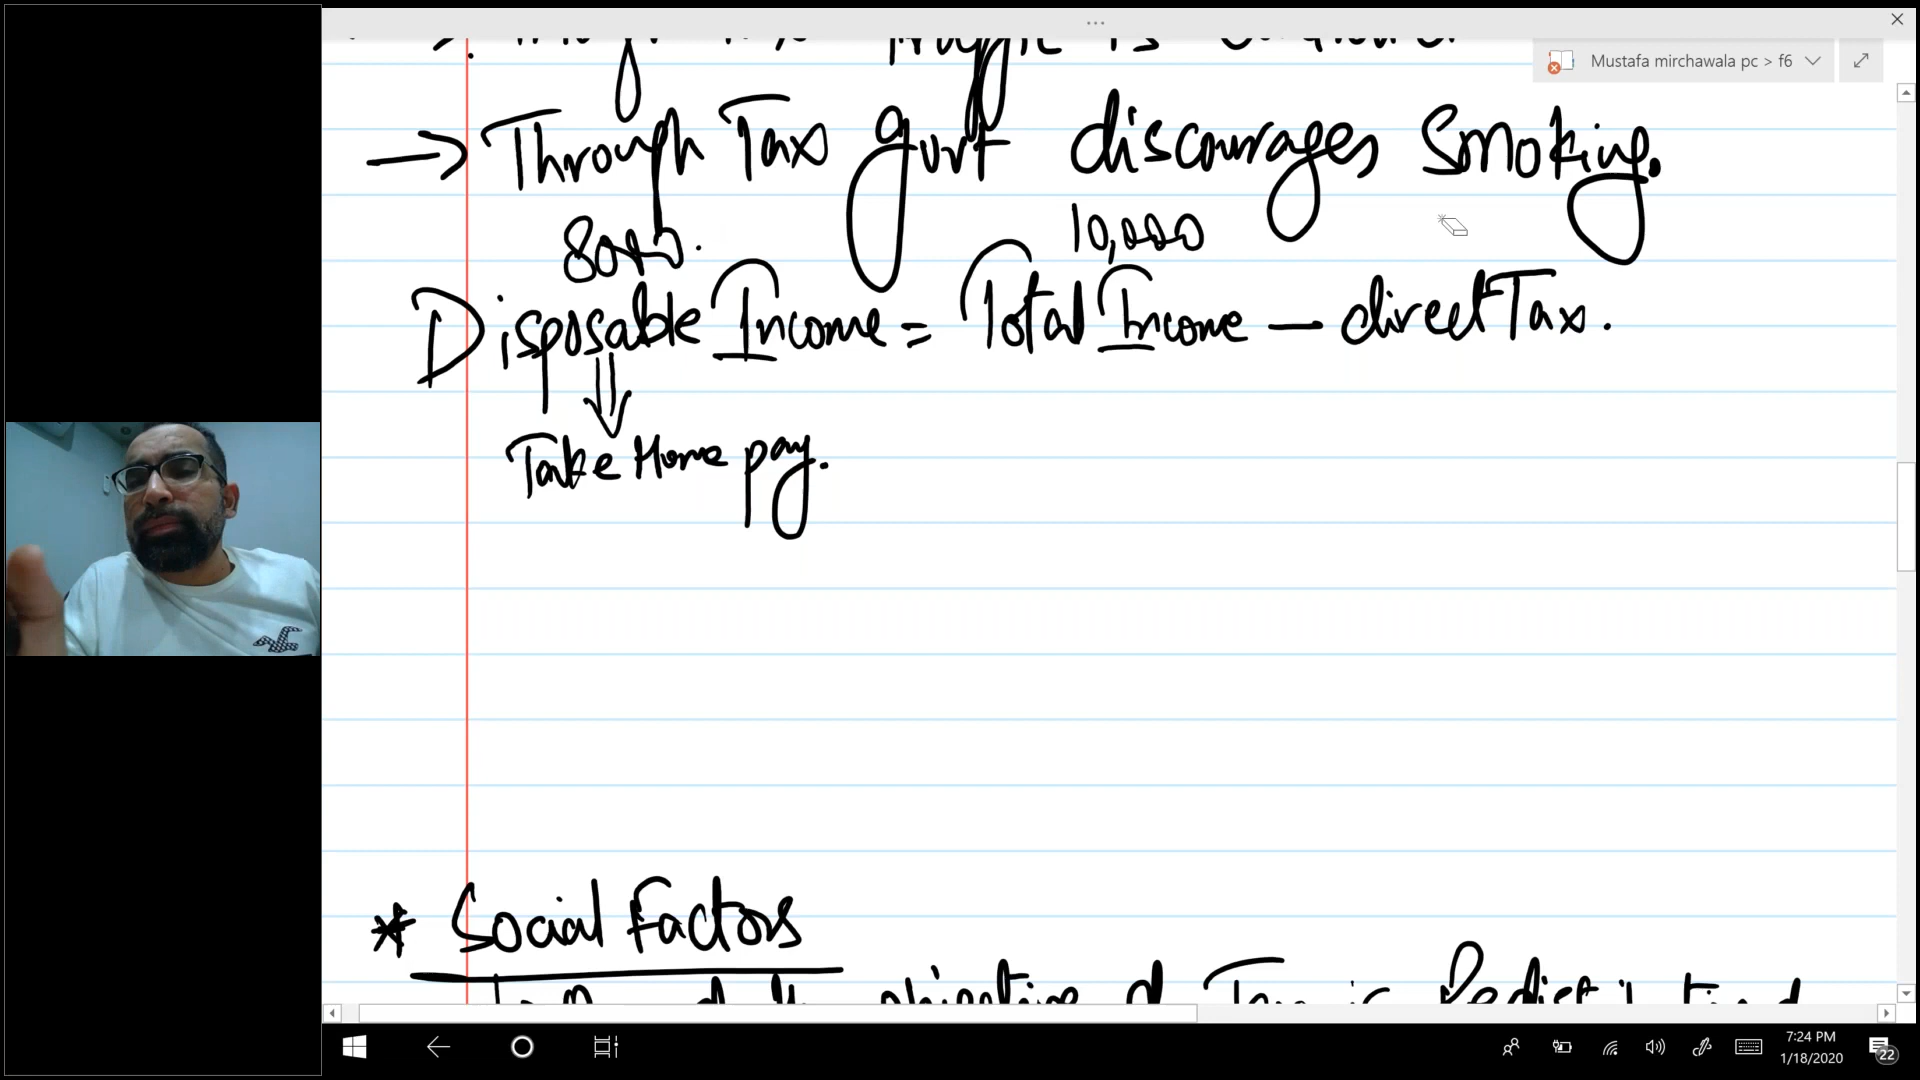 Mustafa mirchawala pc > f6
→ Through Tax govt discourages Smoking.
8000. 10,000
Disposable Income = Total Income — direct Tax.
Take Home pay.
* Social Factors
7:24 PM
1/18/2020
22